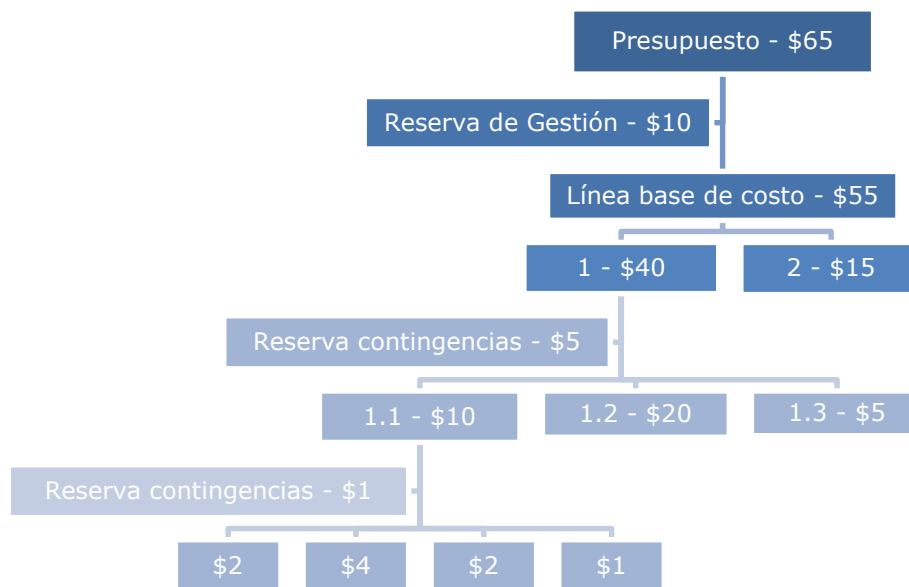 Presupuesto - $65
Reserva de Gestión - $10
Línea base de costo - $55
1 - $40
2 - $15
Reserva contingencias - $5
1.1 - $10
1.2 - $20
1.3 - $5
Reserva contingencias - $1
$2
$4
$2
$1